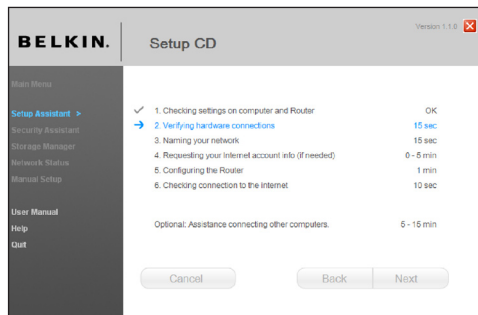 Version 1.1.0
BELKIN.
Setup CD
Main Menu
Setup Assistant >
Security Assistant
Storage Manager
Network Status
Manual Setup
User Manual
Help
Quit
1. Checking settings on computer and Router OK
2. Verifying hardware connections 15 sec
3. Naming your network 15 sec
4. Requesting your Internet account info (if needed) 0 - 5 min
5. Configuring the Router 1 min
6. Checking connection to the internet 10 sec
Optional: Assistance connecting other computers. 5 - 15 min
Cancel
Back
Next